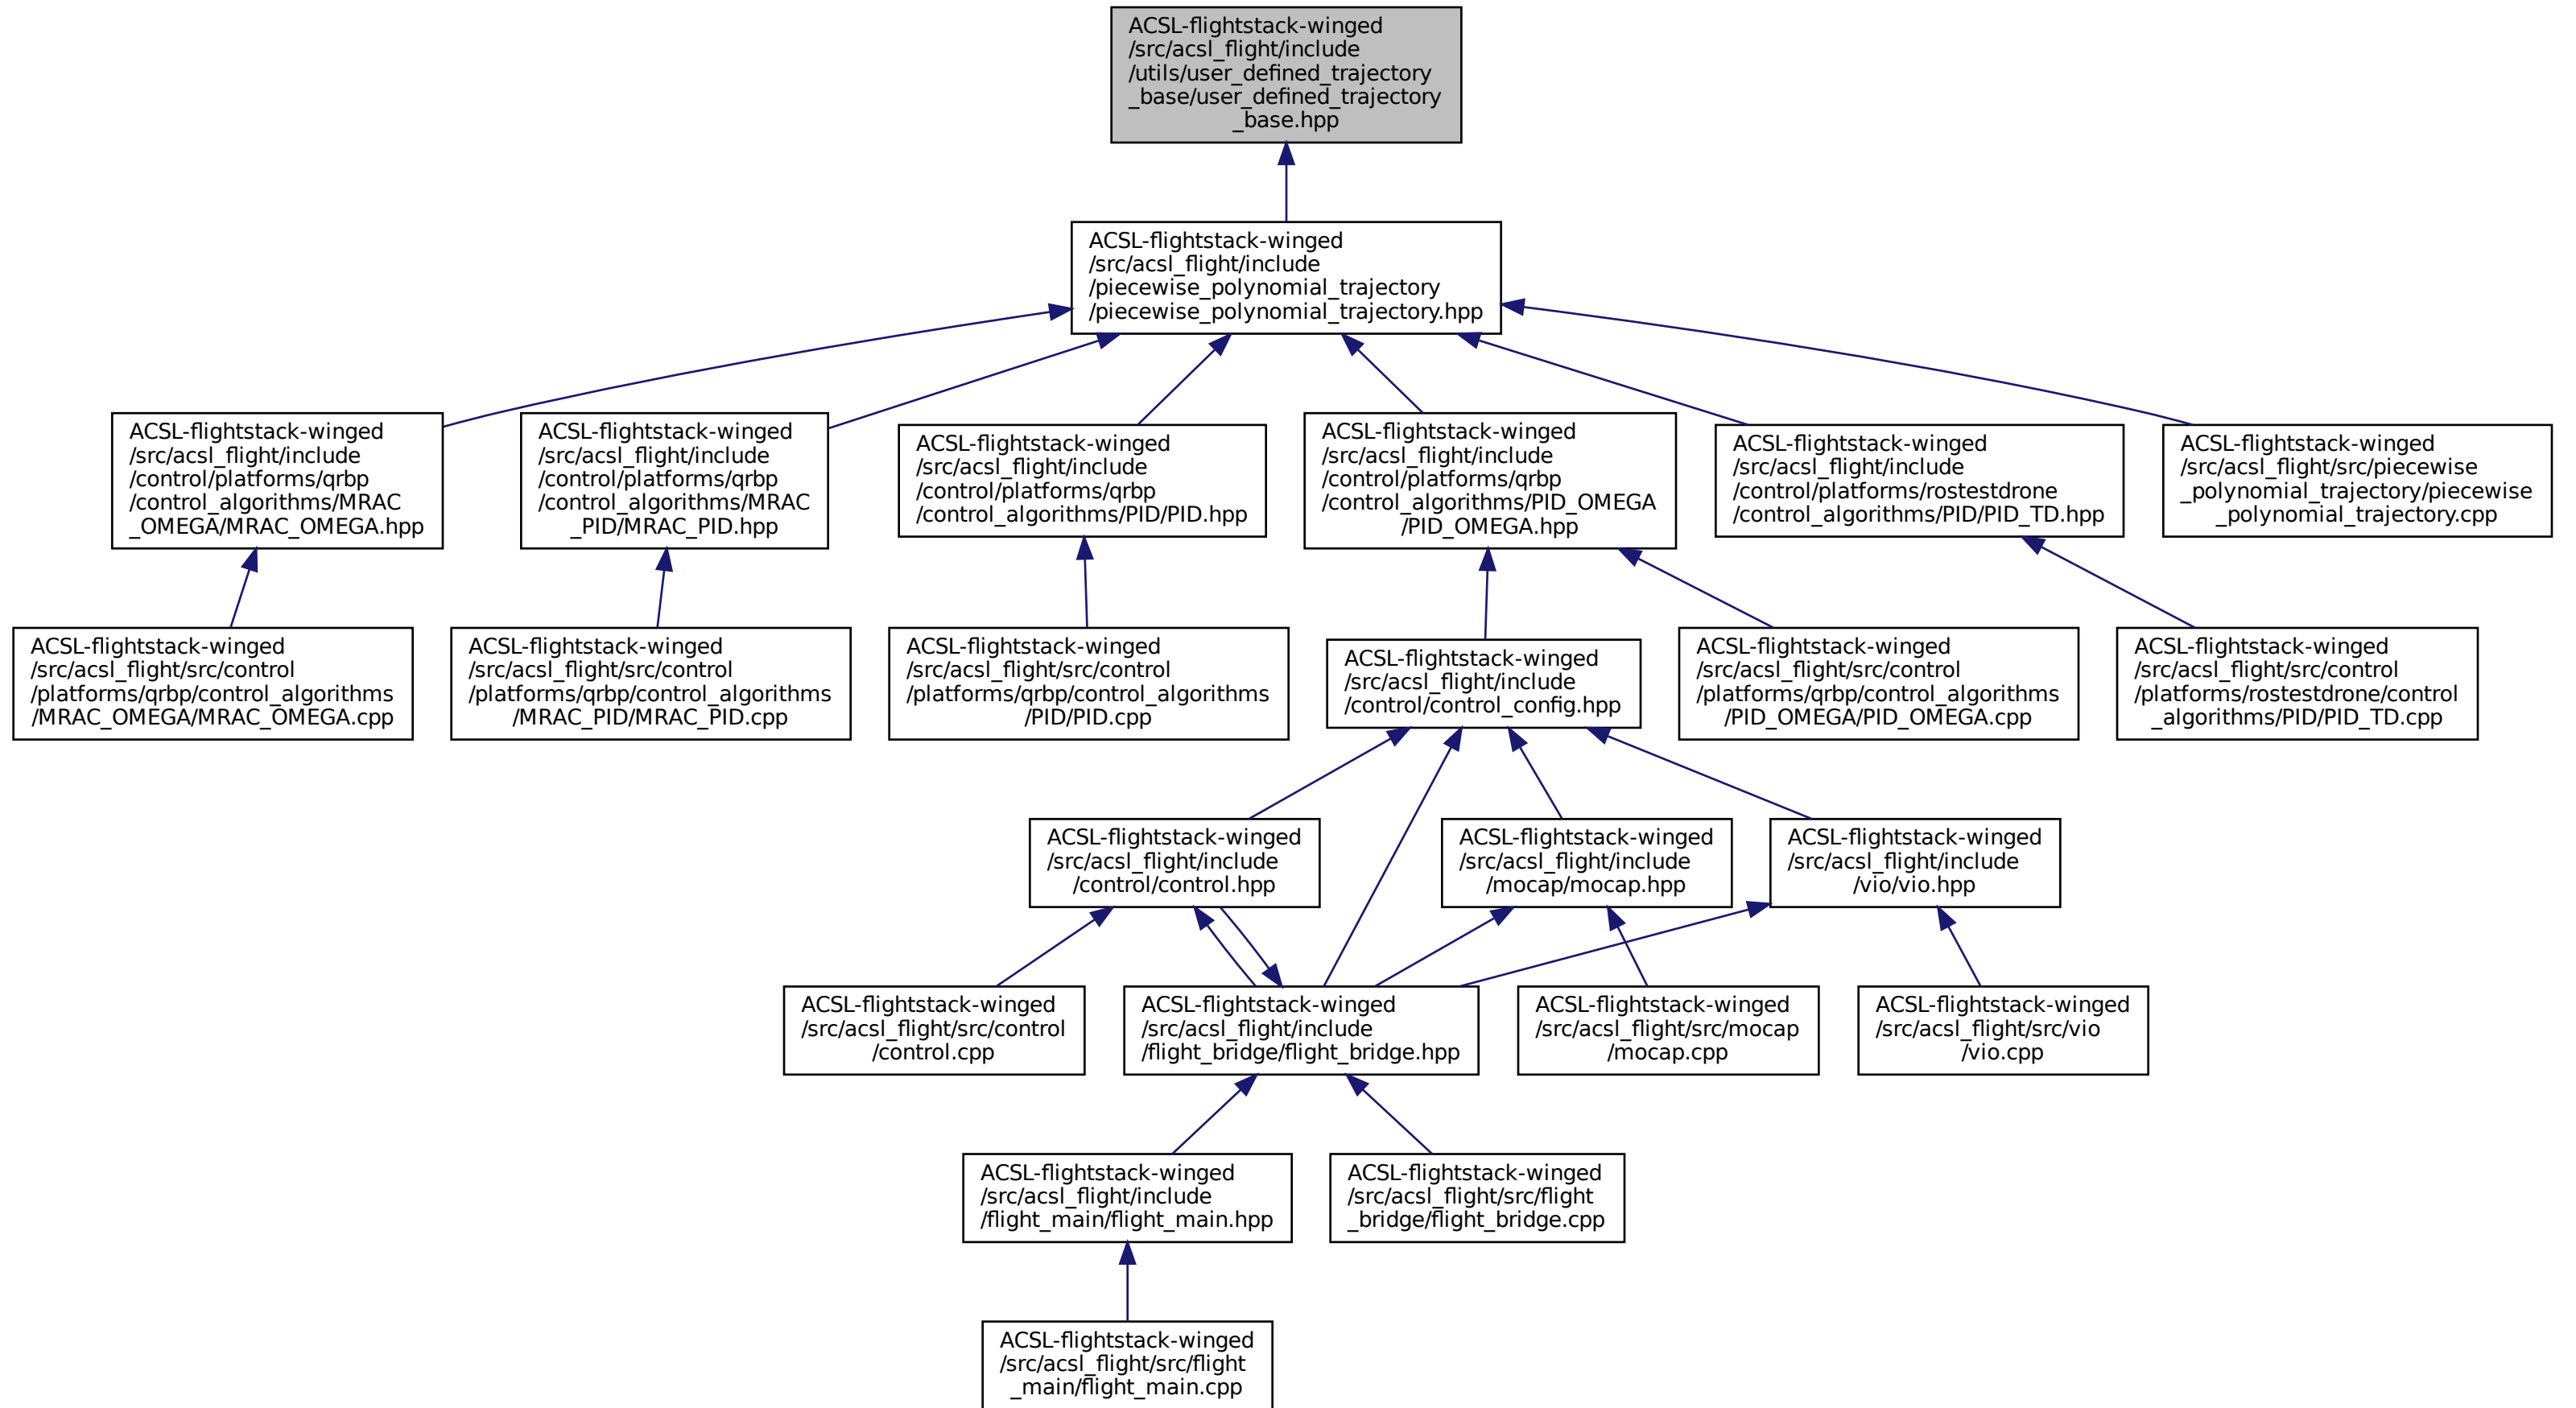 ACSL-flightstack-winged
/src/acsl_flight/include
/utils/user_defined_trajectory
_base/user_defined_trajectory
_base.hpp
ACSL-flightstack-winged
/src/acsl_flight/include
/piecewise_polynomial_trajectory
/piecewise_polynomial_trajectory.hpp
ACSL-flightstack-winged
/src/acsl_flight/include
/control/platforms/qrbp
/control_algorithms/MRAC
_OMEGA/MRAC_OMEGA.hpp
ACSL-flightstack-winged
/src/acsl_flight/include
/control/platforms/qrbp
/control_algorithms/MRAC
_PID/MRAC_PID.hpp
ACSL-flightstack-winged
/src/acsl_flight/include
/control/platforms/qrbp
/control_algorithms/PID/PID.hpp
ACSL-flightstack-winged
/src/acsl_flight/include
/control/platforms/qrbp
/control_algorithms/PID_OMEGA
/PID_OMEGA.hpp
ACSL-flightstack-winged
/src/acsl_flight/include
/control/platforms/rostestdrone
/control_algorithms/PID/PID_TD.hpp
ACSL-flightstack-winged
/src/acsl_flight/src/piecewise
_polynomial_trajectory/piecewise
_polynomial_trajectory.cpp
ACSL-flightstack-winged
/src/acsl_flight/src/control
/platforms/qrbp/control_algorithms
/MRAC_OMEGA/MRAC_OMEGA.cpp
ACSL-flightstack-winged
/src/acsl_flight/src/control
/platforms/qrbp/control_algorithms
/MRAC_PID/MRAC_PID.cpp
ACSL-flightstack-winged
/src/acsl_flight/src/control
/platforms/qrbp/control_algorithms
/PID/PID.cpp
ACSL-flightstack-winged
/src/acsl_flight/include
/control/control_config.hpp
ACSL-flightstack-winged
/src/acsl_flight/src/control
/platforms/qrbp/control_algorithms
/PID_OMEGA/PID_OMEGA.cpp
ACSL-flightstack-winged
/src/acsl_flight/src/control
/platforms/rostestdrone/control
_algorithms/PID/PID_TD.cpp
ACSL-flightstack-winged
/src/acsl_flight/include
/control/control.hpp
ACSL-flightstack-winged
/src/acsl_flight/include
/mocap/mocap.hpp
ACSL-flightstack-winged
/src/acsl_flight/include
/vio/vio.hpp
ACSL-flightstack-winged
/src/acsl_flight/src/control
/control.cpp
ACSL-flightstack-winged
/src/acsl_flight/include
/flight_bridge/flight_bridge.hpp
ACSL-flightstack-winged
/src/acsl_flight/src/mocap
/mocap.cpp
ACSL-flightstack-winged
/src/acsl_flight/src/vio
/vio.cpp
ACSL-flightstack-winged
/src/acsl_flight/include
/flight_main/flight_main.hpp
ACSL-flightstack-winged
/src/acsl_flight/src/flight
_bridge/flight_bridge.cpp
ACSL-flightstack-winged
/src/acsl_flight/src/flight
_main/flight_main.cpp